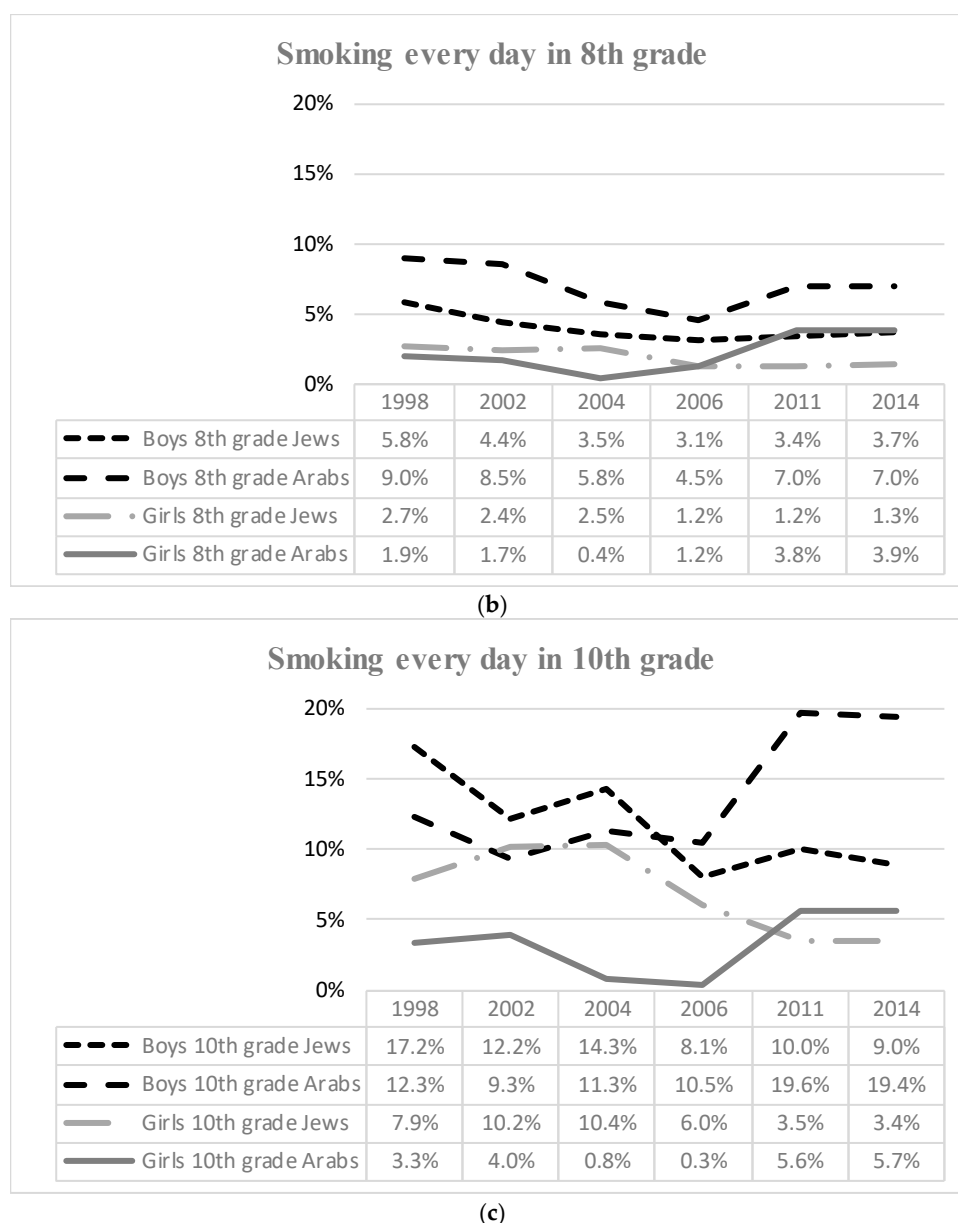 Smoking every day in 8th grade
20%
15%
10%
5%
0%
1998 2002 2004 2006 2011 2014
Boys 8th grade Jews 5.8% 4.4% 3.5% 3.1% 3.4% 3.7%
Boys 8th grade Arabs 9.0% 8.5% 5.8% 4.5% 7.0% 7.0%
Girls 8th grade Jews 2.7% 2.4% 2.5% 1.2% 1.2% 1.3%
Girls 8th grade Arabs 1.9% 1.7% 0.4% 1.2% 3.8% 3.9%
(b)
Smoking every day in 10th grade
20%
15%
10%
5%
0%
1998 2002 2004 2006 2011 2014
Boys 10th grade Jews 17.2% 12.2% 14.3% 8.1% 10.0% 9.0%
Boys 10th grade Arabs 12.3% 9.3% 11.3% 10.5% 19.6% 19.4%
Girls 10th grade Jews 7.9% 10.2% 10.4% 6.0% 3.5% 3.4%
Girls 10th grade Arabs 3.3% 4.0% 0.8% 0.3% 5.6% 5.7%
(c)